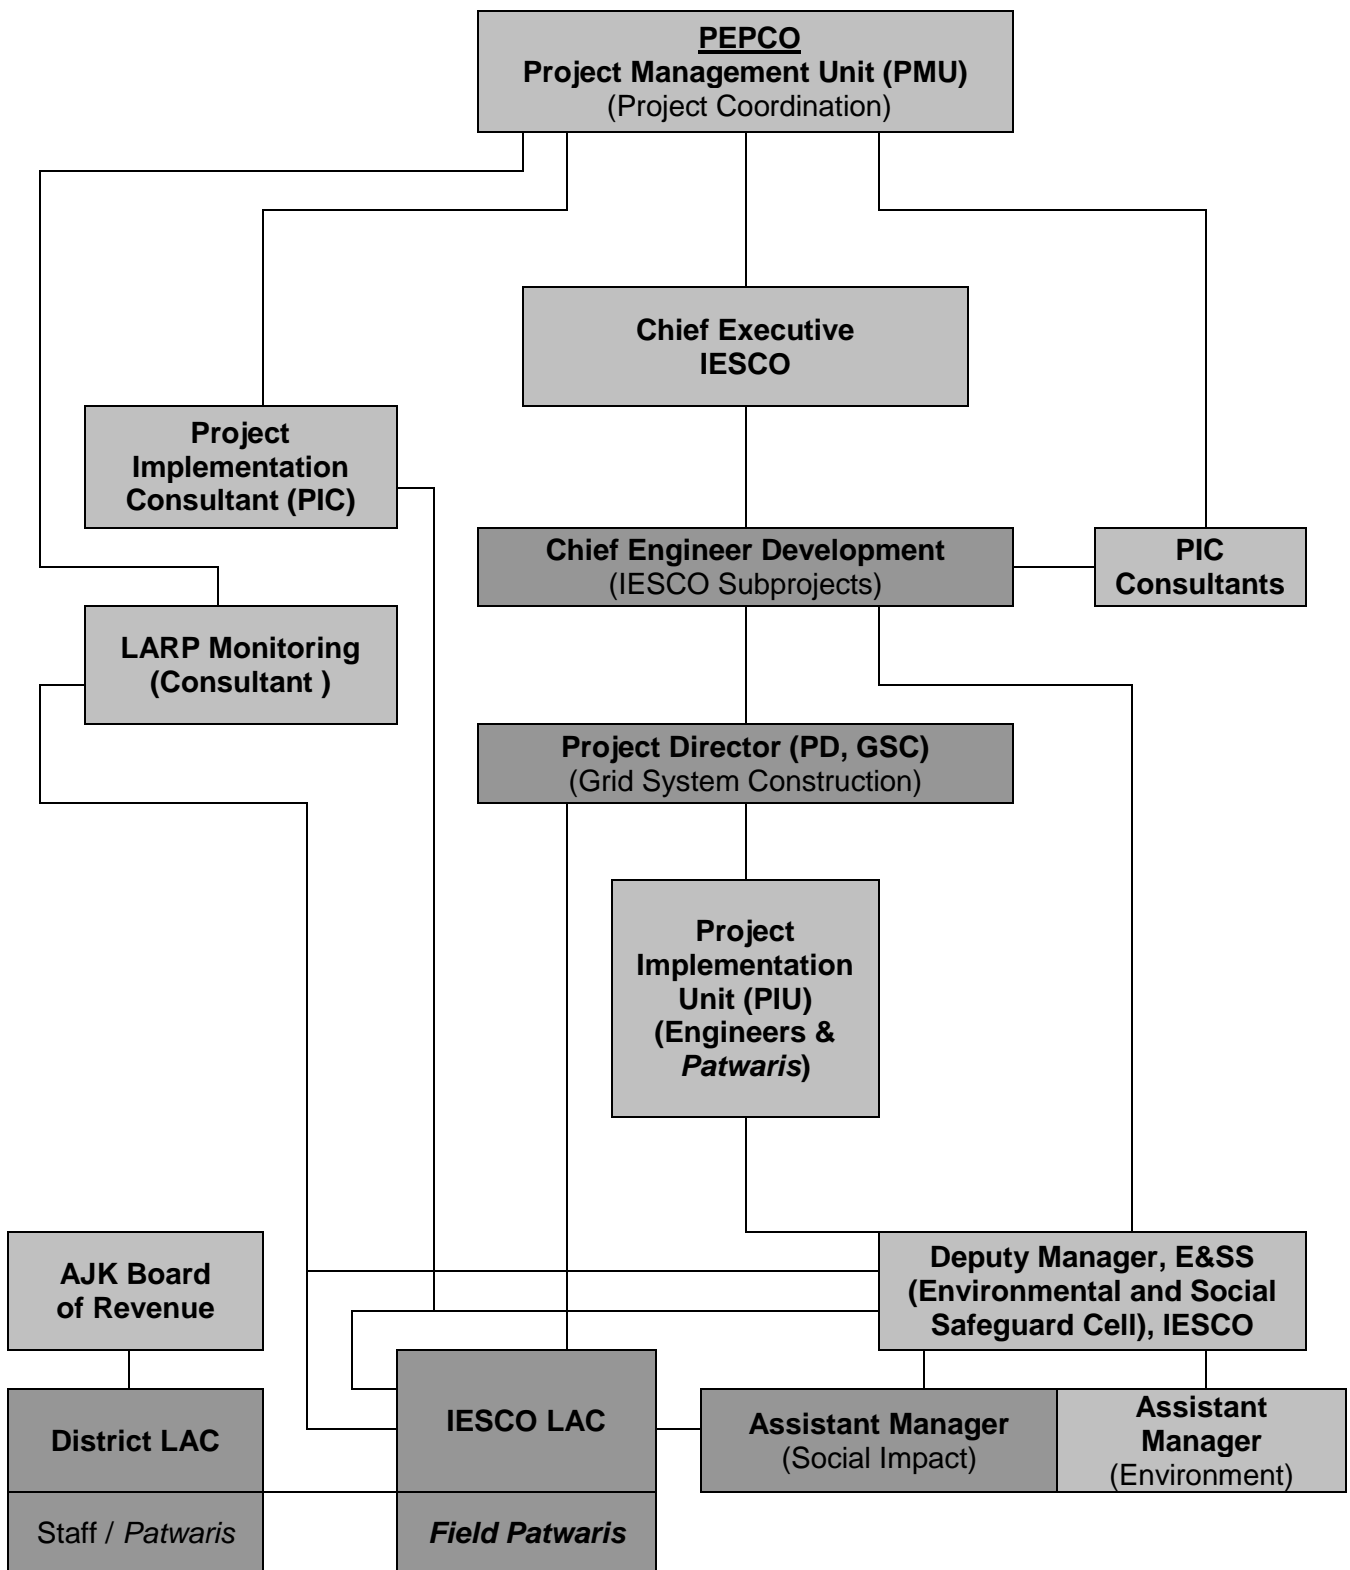 PEPCO
Project Management Unit (PMU)
(Project Coordination)
Chief Executive
IESCO
Project
Implementation
Consultant (PIC)
Chief Engineer Development
(IESCO Subprojects)
PIC
Consultants
LARP Monitoring
(Consultant )
Project Director (PD, GSC)
(Grid System Construction)
Project
Implementation
Unit (PIU)
(Engineers &
Patwaris)
AJK Board
of Revenue
Deputy Manager, E&SS
(Environmental and Social
Safeguard Cell), IESCO
District LAC
IESCO LAC
Assistant Manager
(Social Impact)
Assistant
Manager
(Environment)
Staff / Patwaris
Field Patwaris